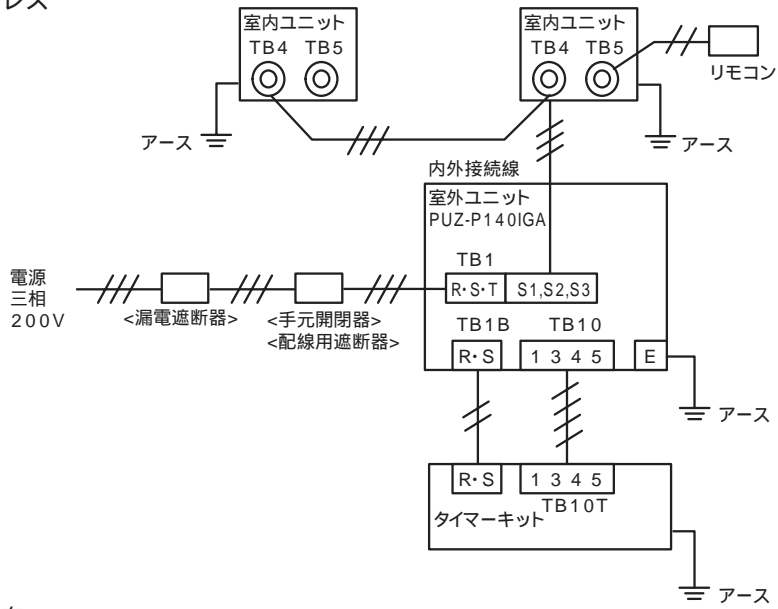 レス
室内ユニット
TB4 TB5
室内ユニット
TB4 TB5
リモコン
アース
アース
内外接続線
室外ユニット
PUZ-P140IGA
TB1
R・S・T
S1,S2,S3
電源
三相
200V
<漏電遮断器>
<手元開閉器>
<配線用遮断器>
TB1B
TB10
R・S
1 3 4 5
E
アース
R・S
1 3 4 5
TB10T
タイマーキット
アース